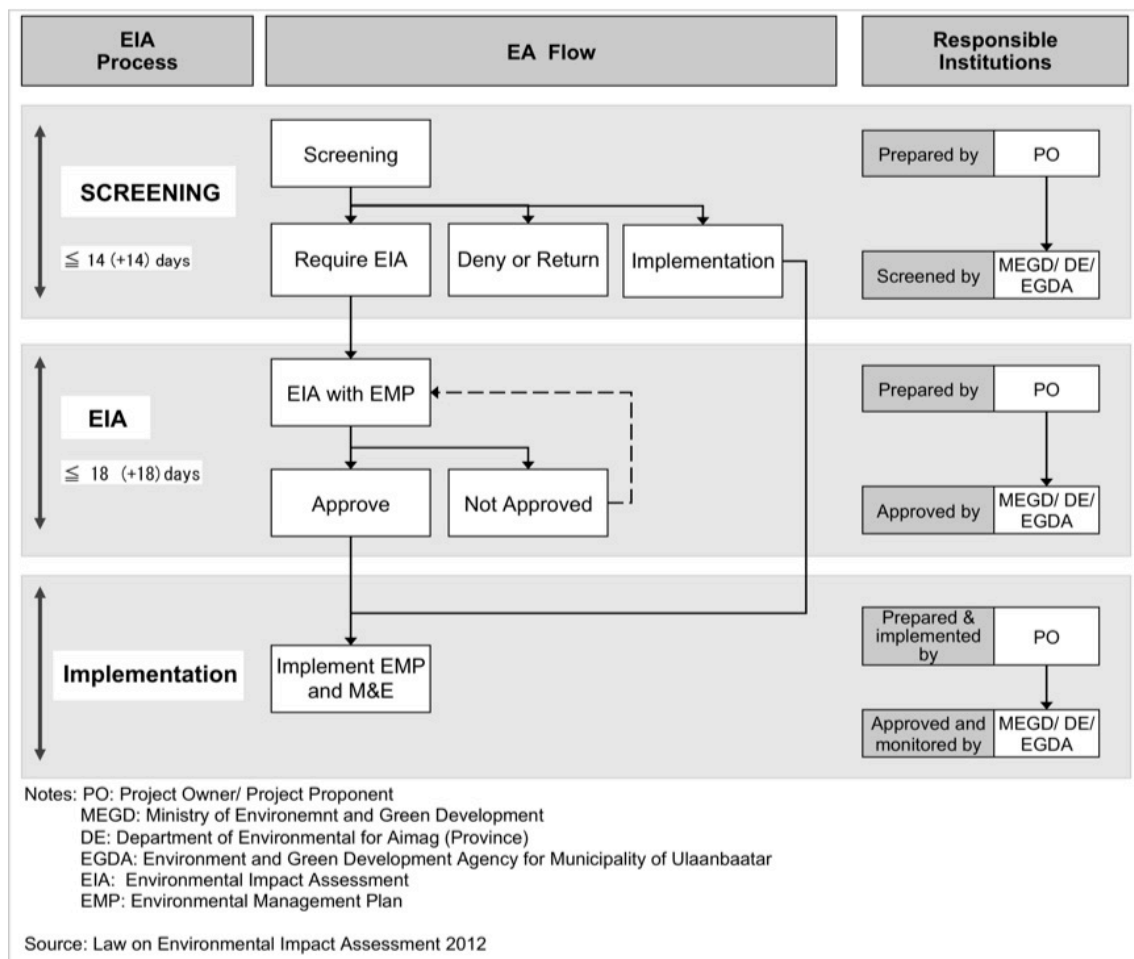 EIA
Process
EA Flow
Responsible
Institutions
SCREENING
≦ 14 (+14) days
Screening
Require EIA
Deny or Return
Implementation
Prepared by
PO
Screened by
MEGD/ DE/
EGDA
EIA
≦ 18 (+18) days
EIA with EMP
Approve
Not Approved
Prepared by
PO
Approved by
MEGD/ DE/
EGDA
Implementation
Implement EMP
and M&E
Prepared &
implemented
by
PO
Approved and
monitored by
MEGD/ DE/
EGDA
Notes: PO: Project Owner/ Project Proponent
MEGD: Ministry of Environemnt and Green Development
DE: Department of Environmental for Aimag (Province)
EGDA: Environment and Green Development Agency for Municipality of Ulaanbaatar
EIA: Environmental Impact Assessment
EMP: Environmental Management Plan
Source: Law on Environmental Impact Assessment 2012